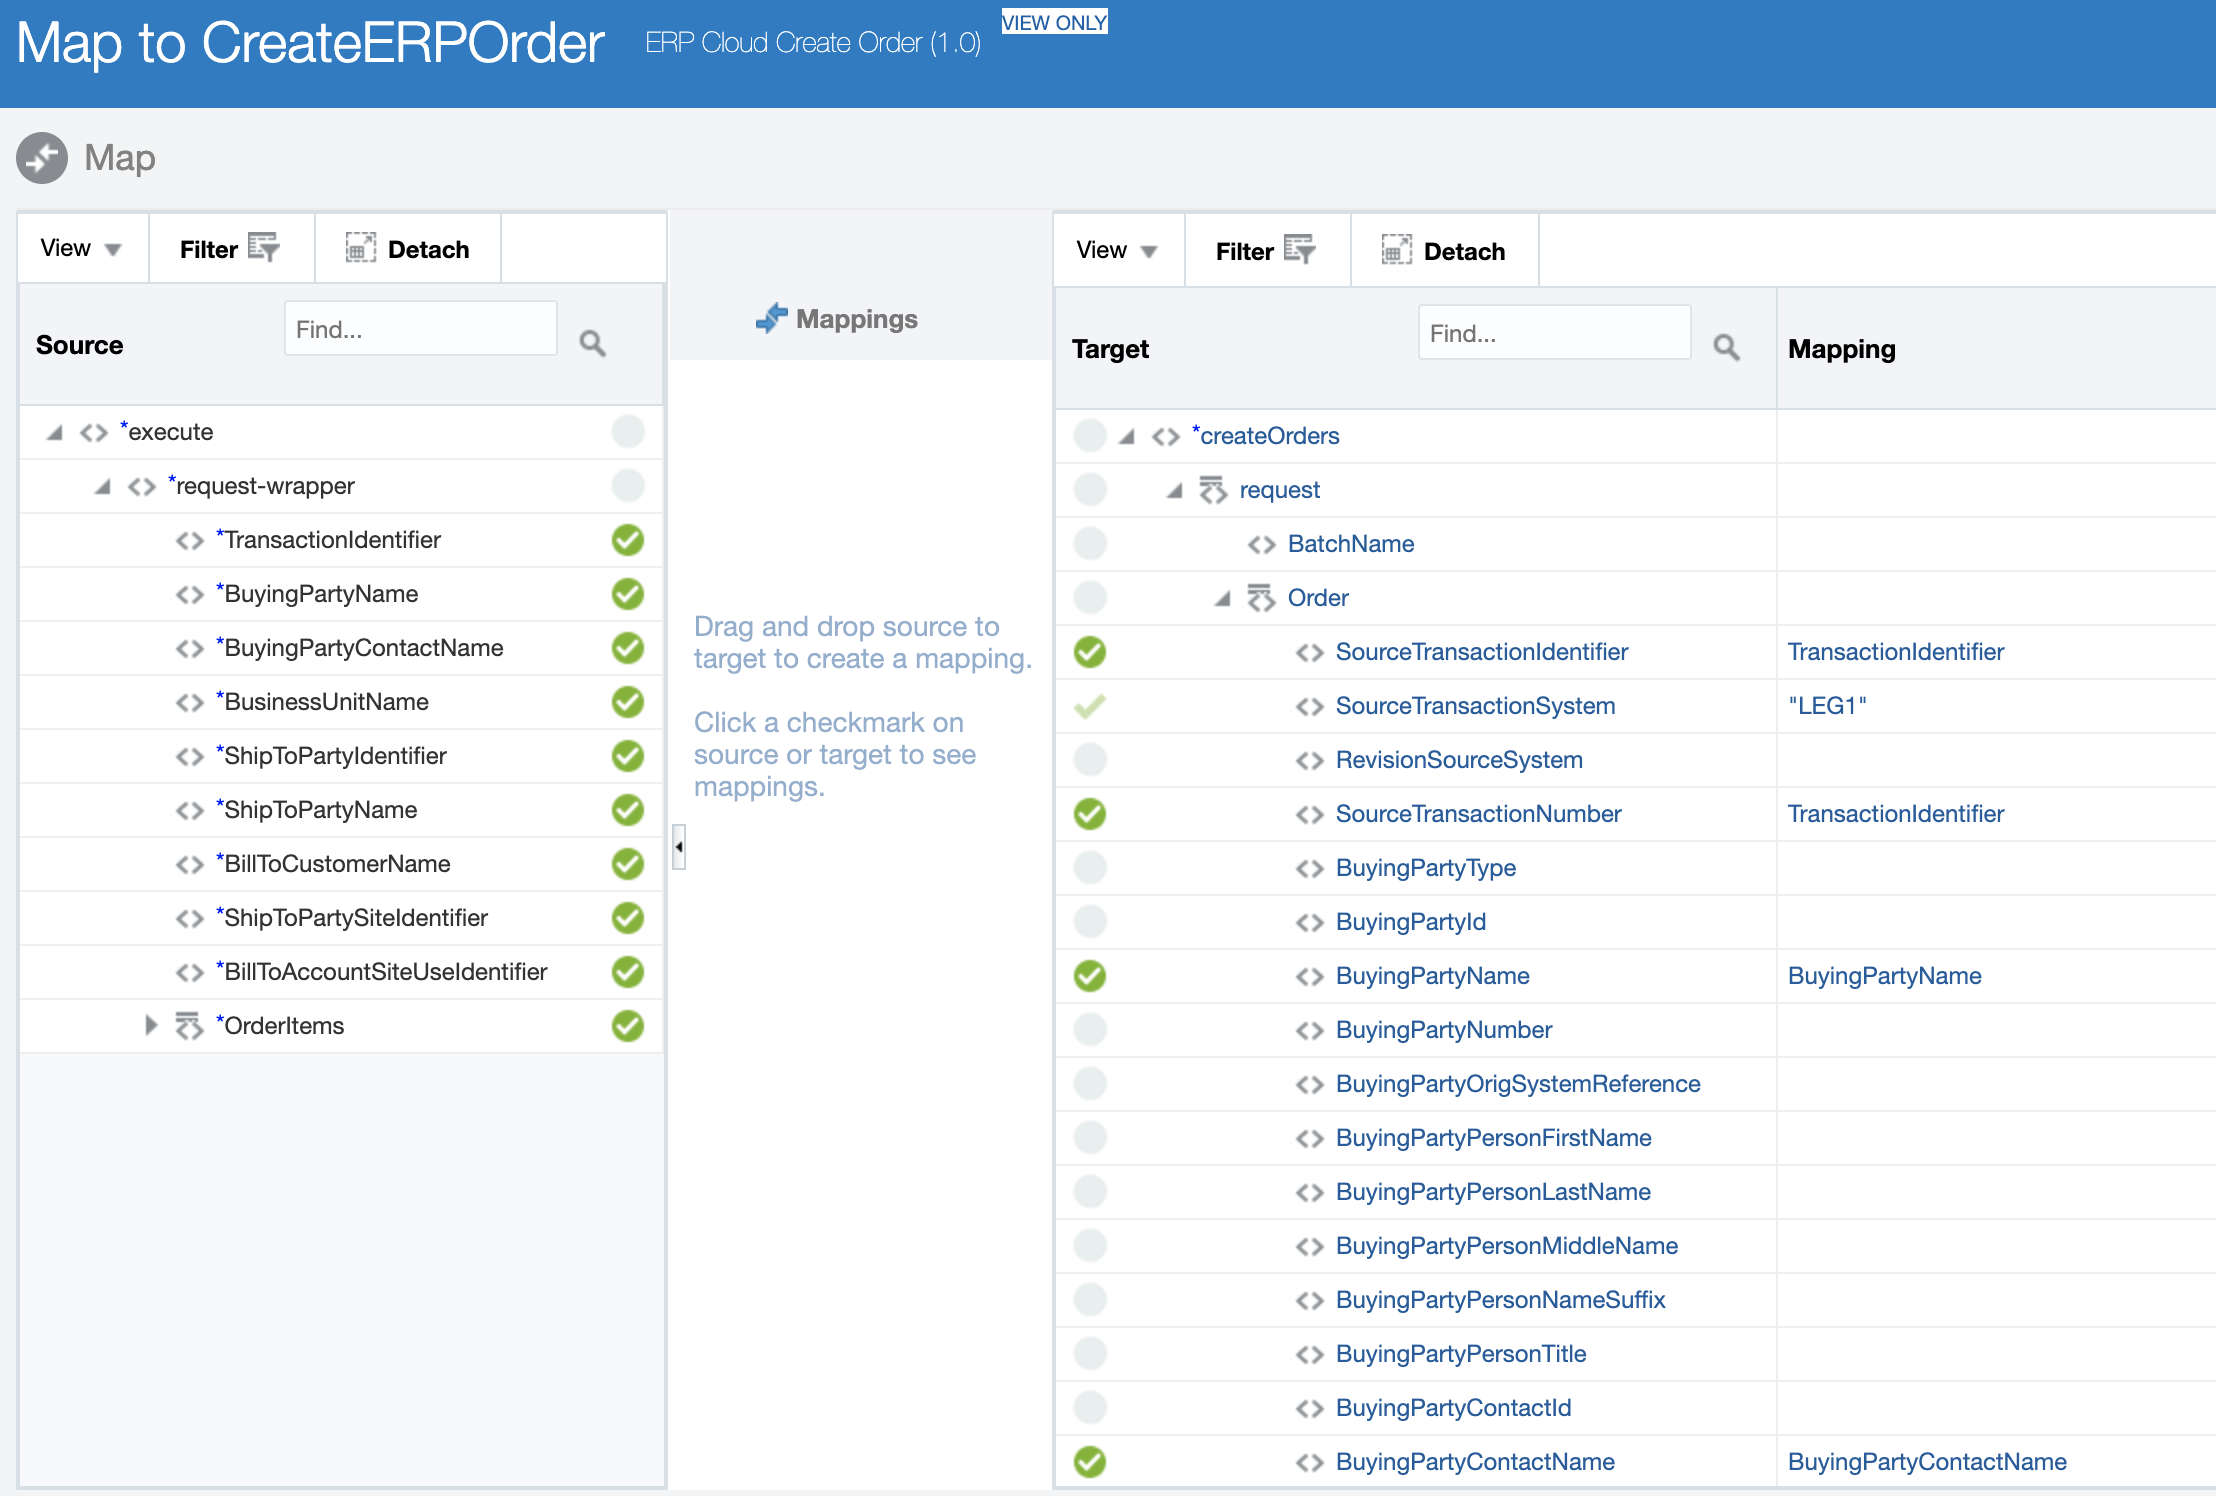 Map to CreateERPOrder
ERP Cloud Create Order (1.0)
VIEW ONLY
Map
View
Filter
Detach
Source
Find...
*execute
*request-wrapper
*TransactionIdentifier
*BuyingPartyName
*BuyingPartyContactName
*BusinessUnitName
*ShipToPartyIdentifier
*ShipToPartyName
*BillToCustomerName
*ShipToPartySiteIdentifier
*BillToAccountSiteUseIdentifier
*OrderItems
Mappings
Drag and drop source to
target to create a mapping.
Click a checkmark on
source or target to see
mappings.
View
Filter
Detach
Target
Find...
Mapping
*createOrders
request
BatchName
Order
SourceTransactionIdentifier
TransactionIdentifier
SourceTransactionSystem
"LEG1"
RevisionSourceSystem
SourceTransactionNumber
TransactionIdentifier
BuyingPartyType
BuyingPartyId
BuyingPartyName
BuyingPartyName
BuyingPartyNumber
BuyingPartyOrigSystemReference
BuyingPartyPersonFirstName
BuyingPartyPersonLastName
BuyingPartyPersonMiddleName
BuyingPartyPersonNameSuffix
BuyingPartyPersonTitle
BuyingPartyContactId
BuyingPartyContactName
BuyingPartyContactName